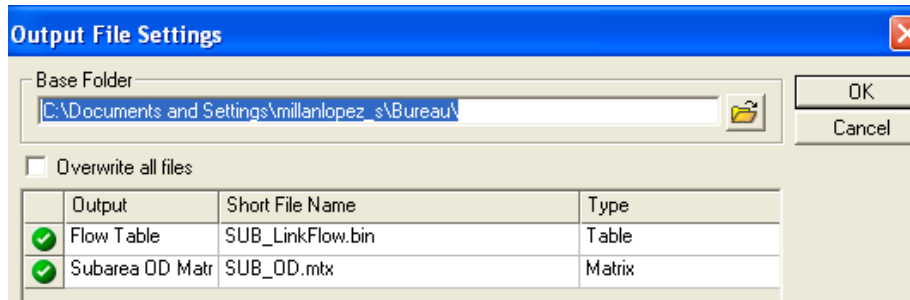 Output File Settings
Base Folder
C:\Documents and Settings\millanlopez_s\Bureau\
OK
Cancel
Overwrite all files
Output Short File Name Type
Flow Table SUB_LinkFlow.bin Table
Subarea OD Matr SUB_OD.mtx Matrix